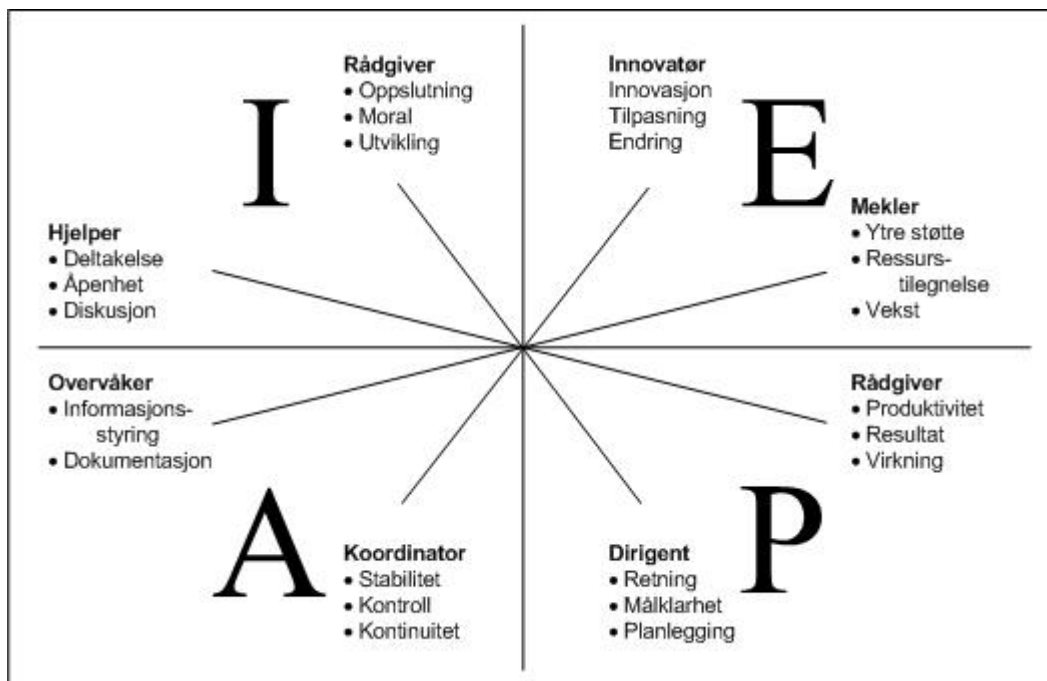 I
Rådgiver
• Oppslutning
• Moral
• Utvikling
Hjelper
• Deltakelse
• Åpenhet
• Diskusjon
Innovatør
Innovasjon
Tilpasning
Endring
E
Mekler
• Ytre støtte
• Ressurs-
tilegnelse
• Vekst
Overvåker
• Informasjons-
styring
• Dokumentasjon
A
Koordinator
• Stabilitet
• Kontroll
• Kontinuitet
Rådgiver
• Produktivitet
• Resultat
• Virkning
P
Dirigent
• Retning
• Målklarhet
• Planlegging